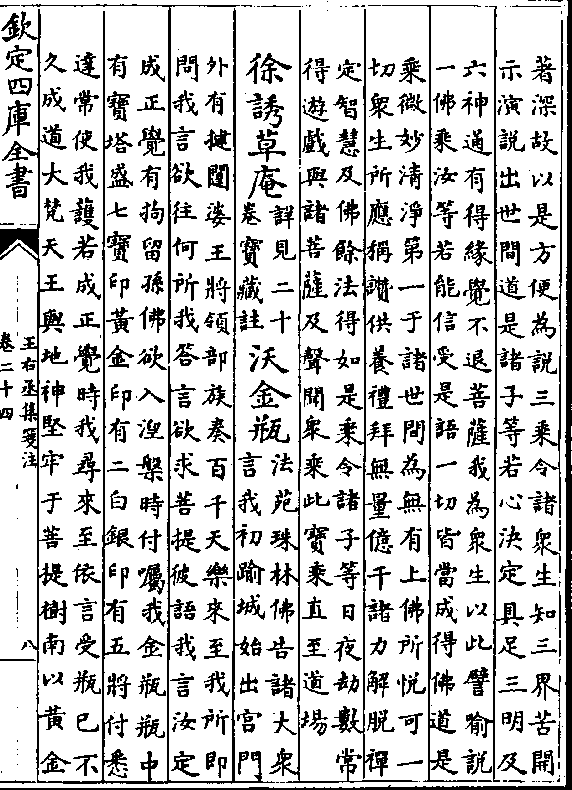 著深故以是方便為說三乘令諸衆生知三界苦開
示演說出世間道是諸子等若心決定具足三明及
六神通有得緣覺不退菩薩我為衆生以此譬喻說
一佛乘汝等若能信受是語一切皆當成得佛道是
乘微妙清淨第一于諸世間為無有上佛所悅可一
切衆生所應稱讚供養禮拜無量億千諸力解脫禪
定智慧及佛餘法得如是乘令諸子等日夜劫數常
得遊戲與諸菩薩及聲聞衆乘此寶乘直至道場
徐誘草庵
詳見二十
卷寶藏註
沃金瓶
法苑珠林佛告諸大衆
言我初踰城始出宮門
外有揵闥婆王將領部族奏百千天樂來至我所即
問我言欲往何所我答言欲求菩提彼語我言汝定
成正覺有拘留孫佛欲入涅槃時付囑我金瓶瓶中
有寶塔盛七寶印黃金印有二白銀印有五將付悉
達常使我護若成正覺時我尋來至依言受瓶已不
久成道大梵天王與地神堅牢于菩提樹南以黃金
欽定四庫全書
王右丞集箋注
卷二十四
八